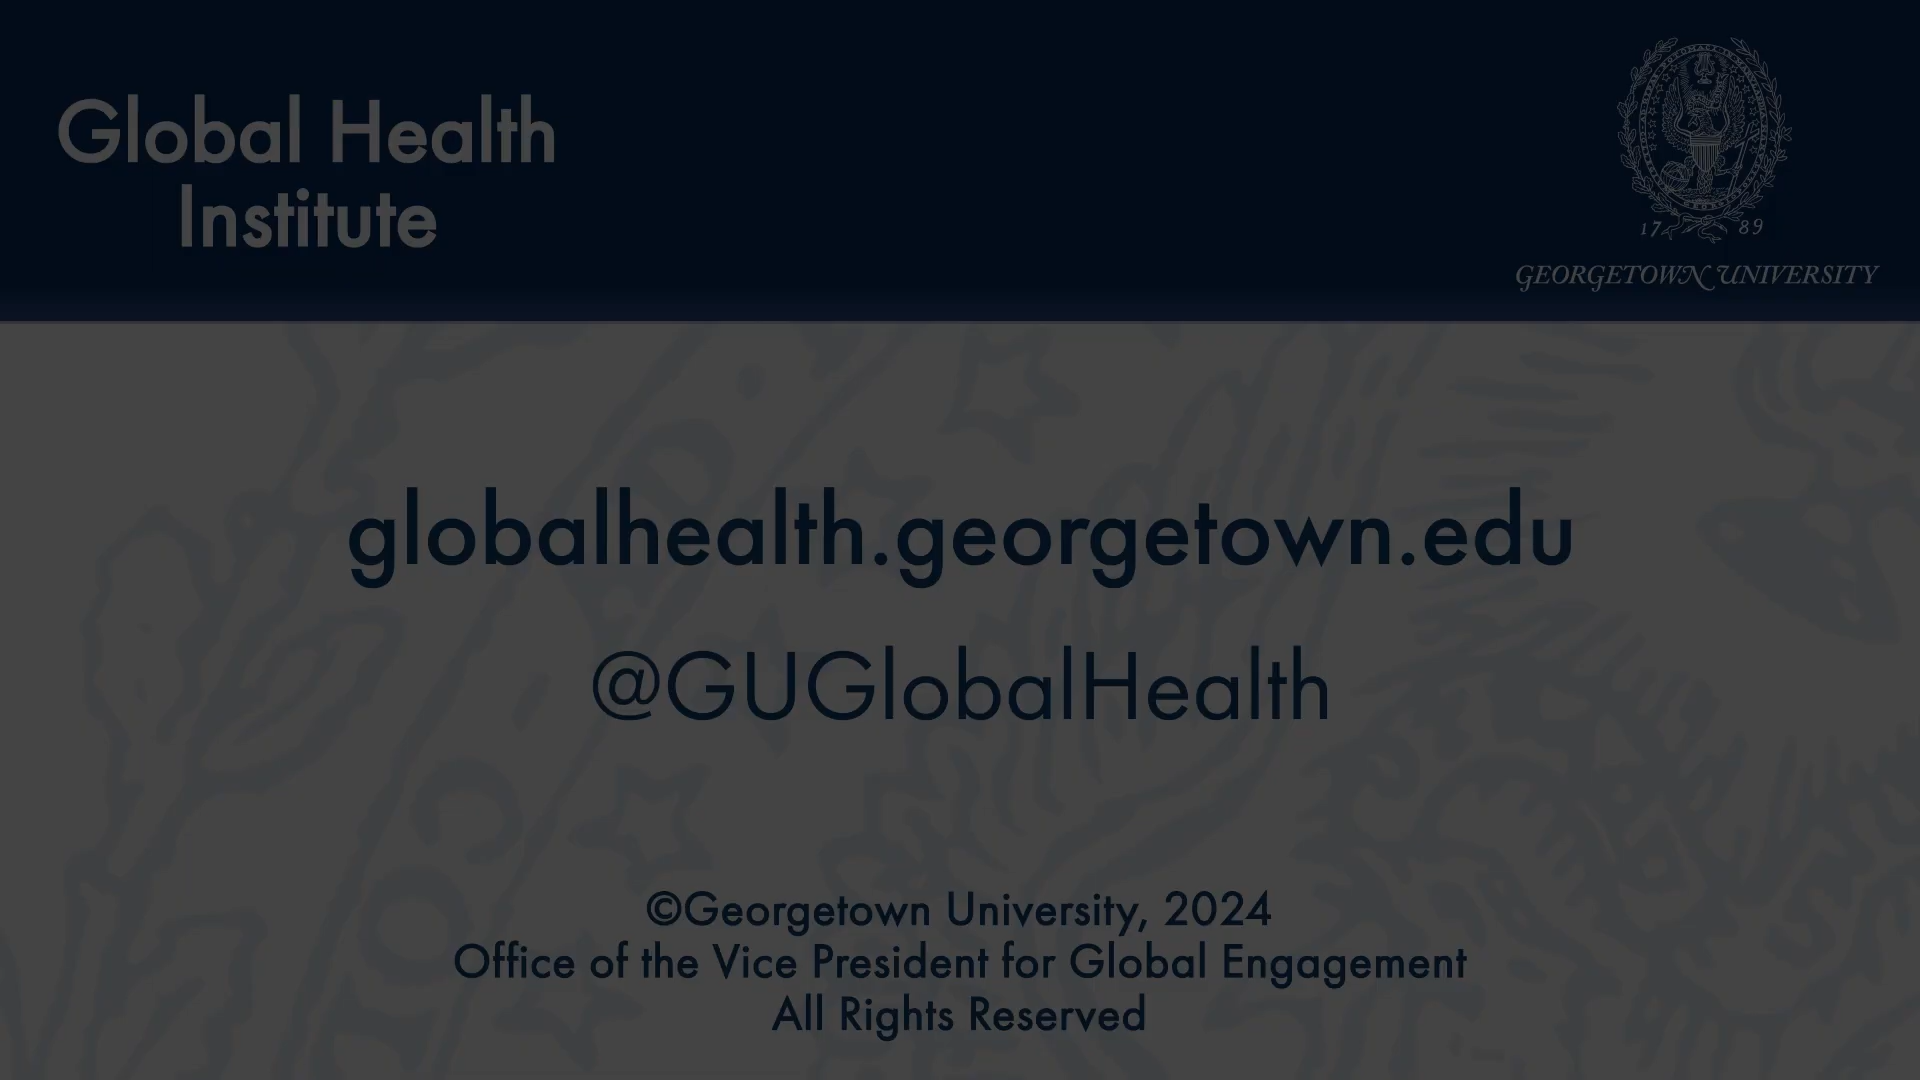 Global Health
Institute
17 89
GEORGETOWN UNIVERSITY
globalhealth.georgetown.edu
@GUGlobalHealth
©Georgetown University, 2024
Office of the Vice President for Global Engagement
All Rights Reserved